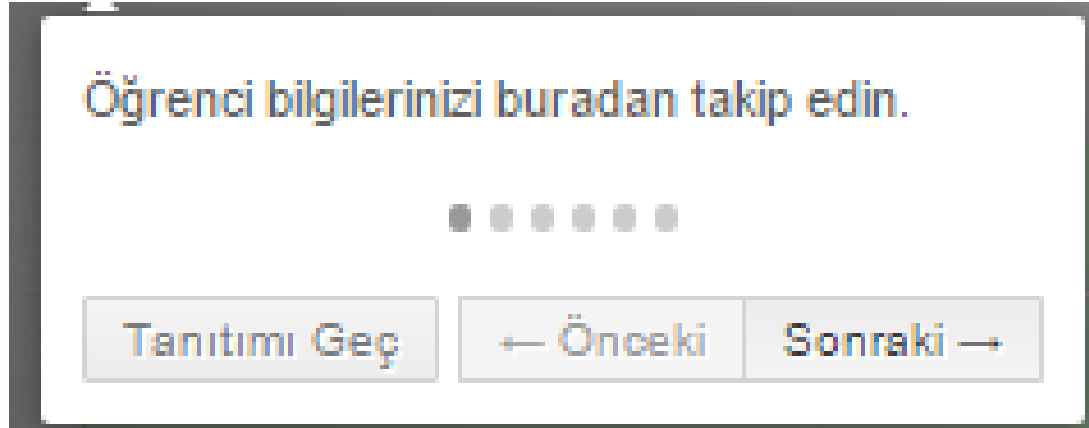 Öğrenci bilgilerinizi buradan takip edin.
Tanıtımı Geç ← Önceki Sonraki →